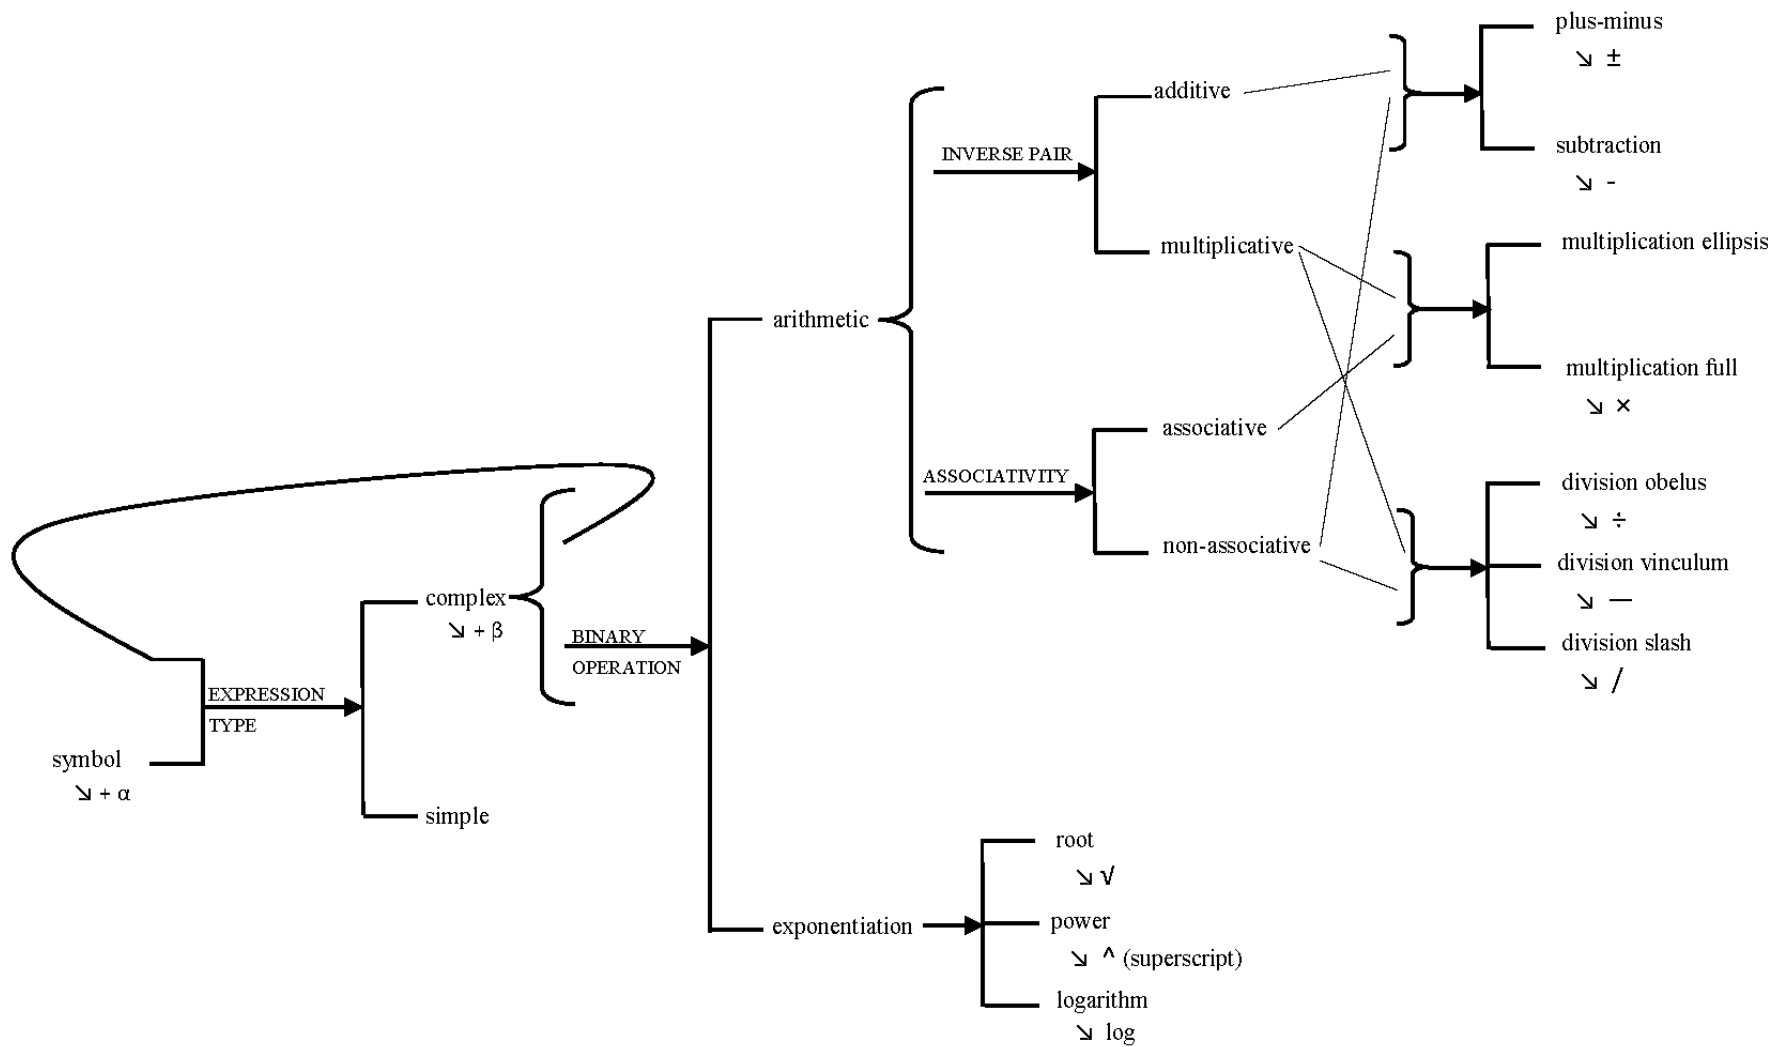 plus-minus
↘ ±
additive
INVERSE PAIR
subtraction
↘ -
multiplicative
multiplication ellipsis
arithmetic
multiplication full
↘ ×
associative
ASSOCIATIVITY
non-associative
division obelus
↘ ÷
division vinculum
↘ —
division slash
↘ /
complex
↘ + β
BINARY
OPERATION
EXPRESSION
TYPE
symbol
↘ + α
simple
root
↘ √
exponentiation
power
↘ ^ (superscript)
logarithm
↘ log